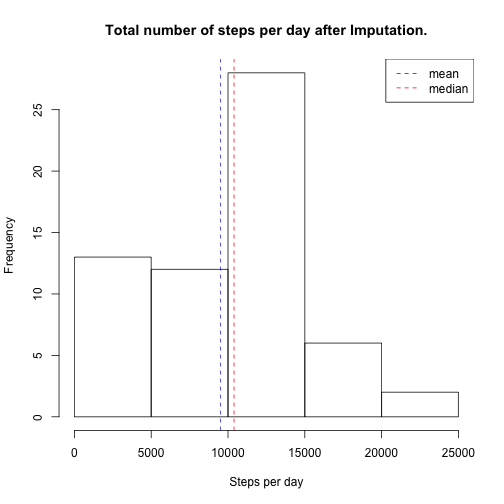 Total number of steps per day after Imputation.
mean
median
Frequency
25
20
15
10
5
0
0 5000 10000 15000 20000 25000
Steps per day